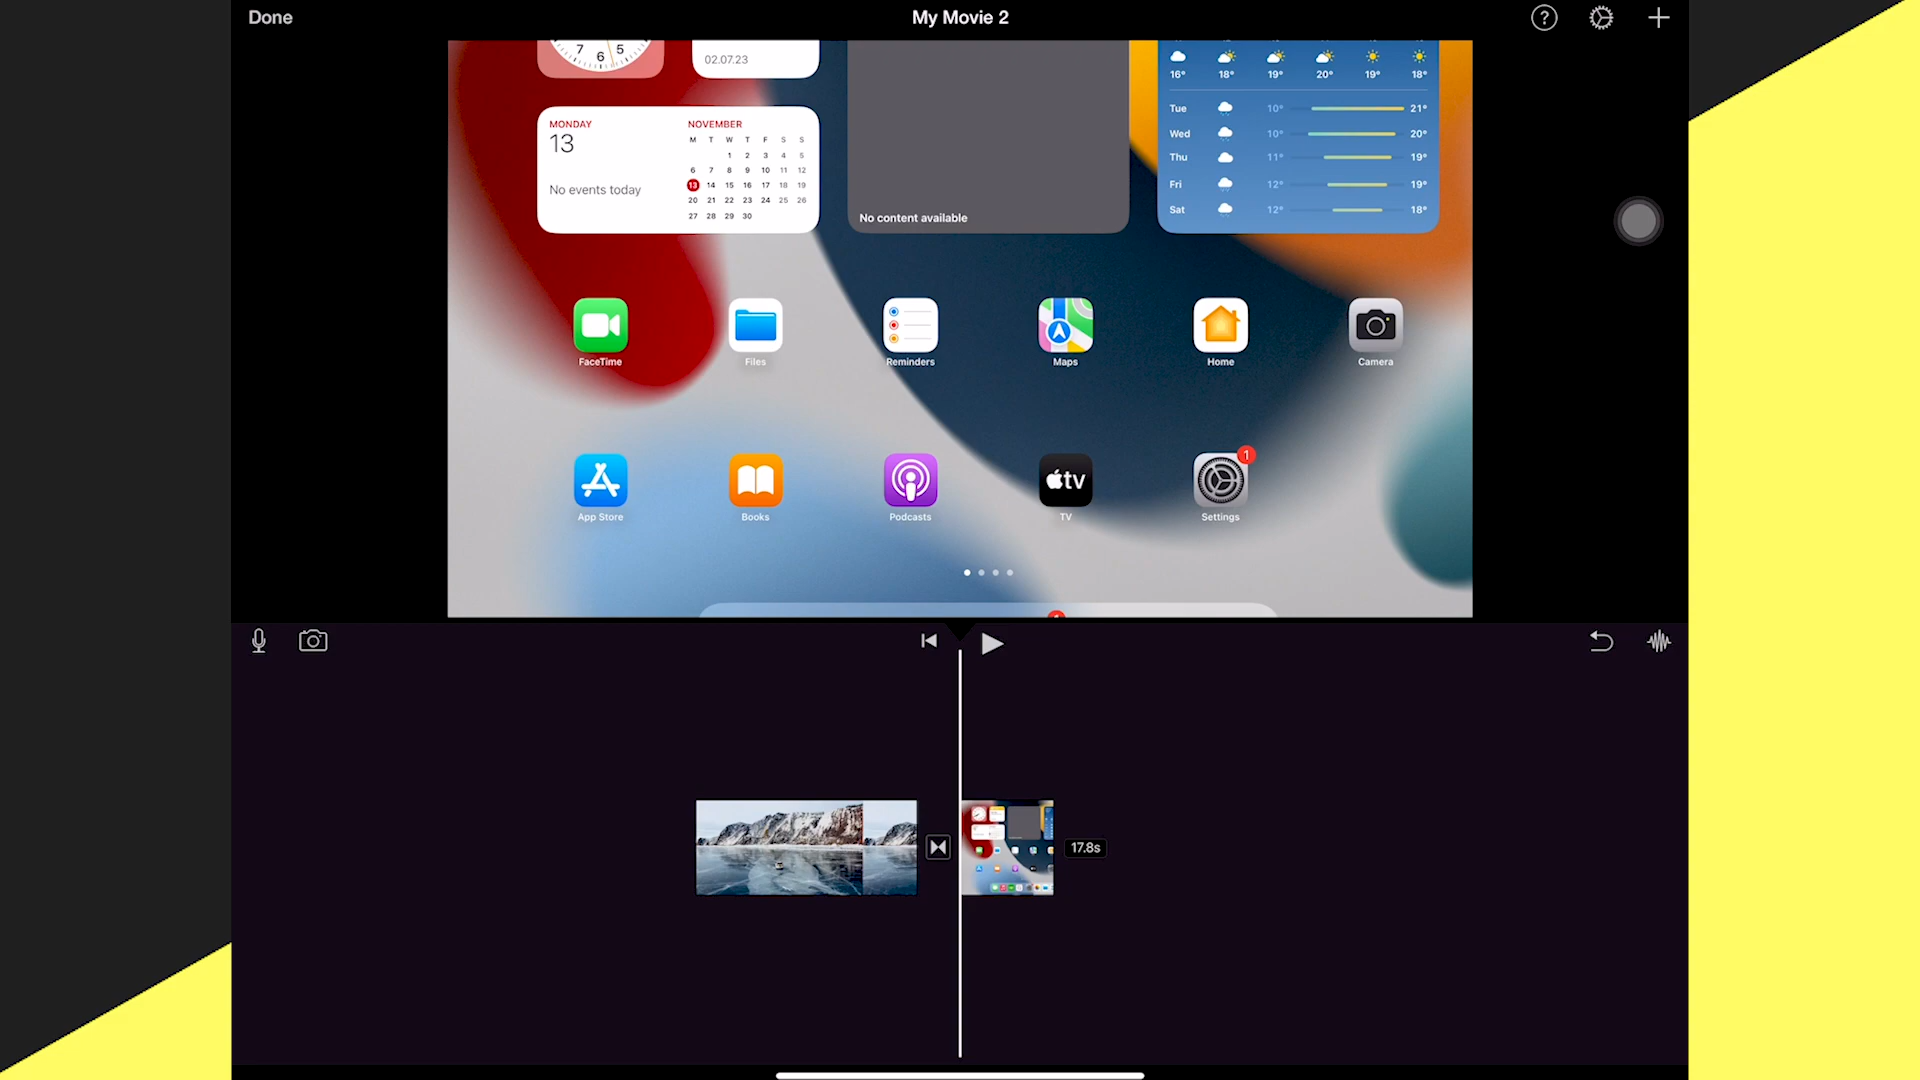 Done
My Movie 2
7 6 5
02.07.23
16° 18° 19° 20° 19° 18°
Tue 10° 21°
Wed 10° 20°
Thu 11° 19°
Fri 12° 19°
Sat 12° 18°
MONDAY
13
No events today
NOVEMBER
M T W T F S S
1 2 3 4 5
6 7 8 9 10 11 12
13 14 15 16 17 18 19
20 21 22 23 24 25 26
27 28 29 30
No content available
FaceTime
Files
Reminders
Maps
Home
Camera
1
tv
App Store
Books
Podcasts
TV
Settings
17.8s